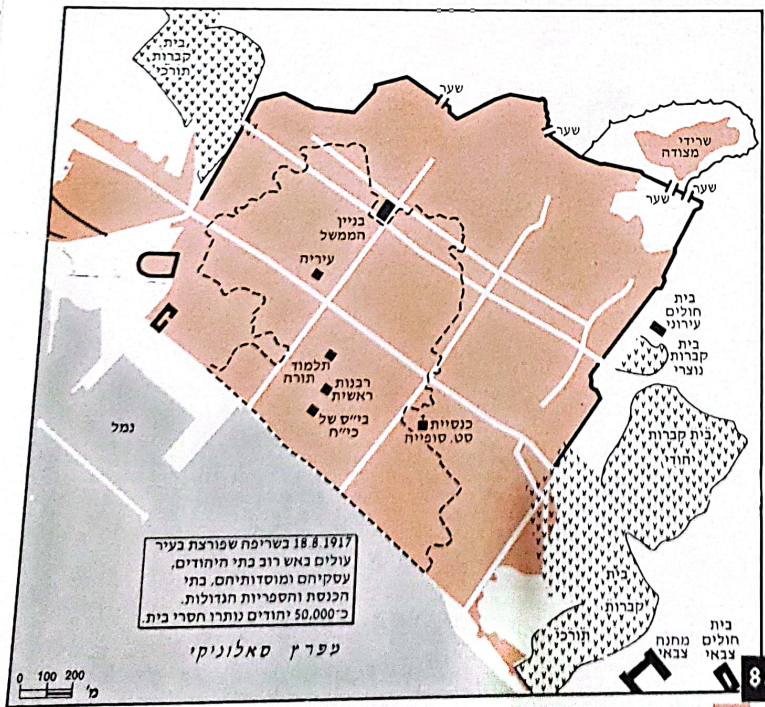 בית
קברות
תורכי
שער
שער
שרידי
מצודה
שער
שער
בניין
הממשל
עיריה
בית
חולים
עירוני
בית
קברות
נוצרי
תלמוד
תורה
רבנות
ראשית
בי"ס של
כי"ח
כנסיית
סט. סופייה
בית קברות
יהודי
נמל
18.8.1917 בשריפה שפורצת בעיר
עולים באש רוב בתי היהודים,
עסקיהם ומוסדותיהם, בתי
הכנסת והספריות הגדולות.
כ־50,000 יהודים נותרו חסרי בית.
בית
קברות
תורכי
מפרץ סאלוניקי
מחנה
צבאי
בית
חולים
צבאי
0 100 200
מ'
8